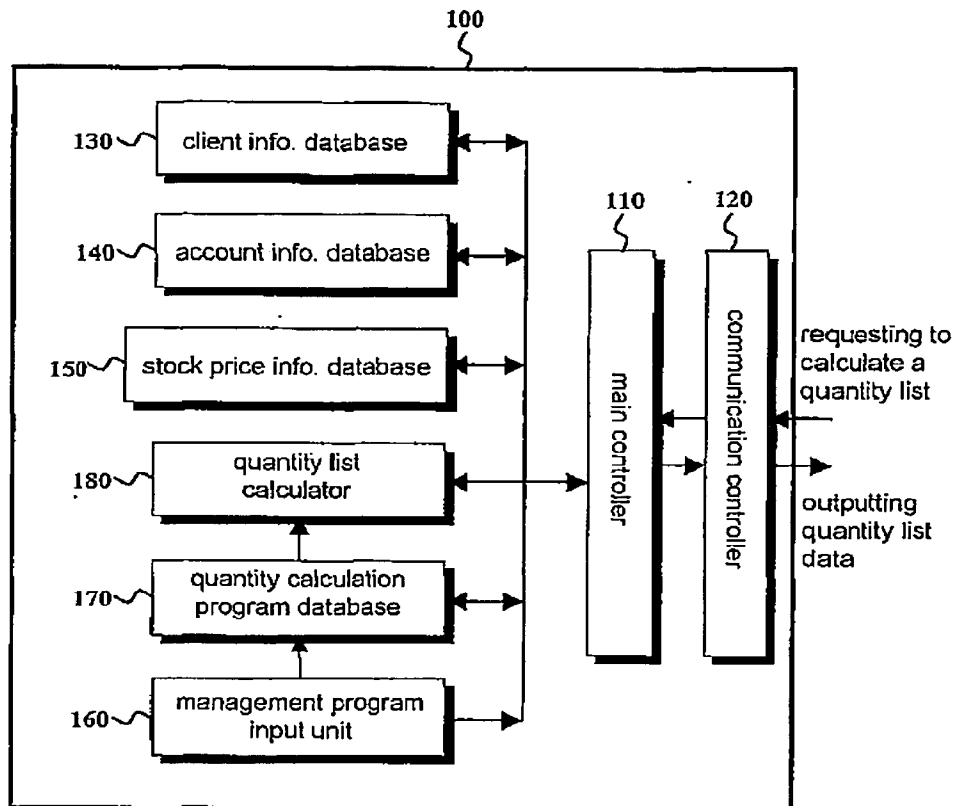 100
130
client info. database
140
account info. database
150
stock price info. database
180
quantity list
calculator
170
quantity calculation
program database
160
management program
input unit
110
main controller
120
communication controller
requesting to
calculate a
quantity list
outputting
quantity list
data